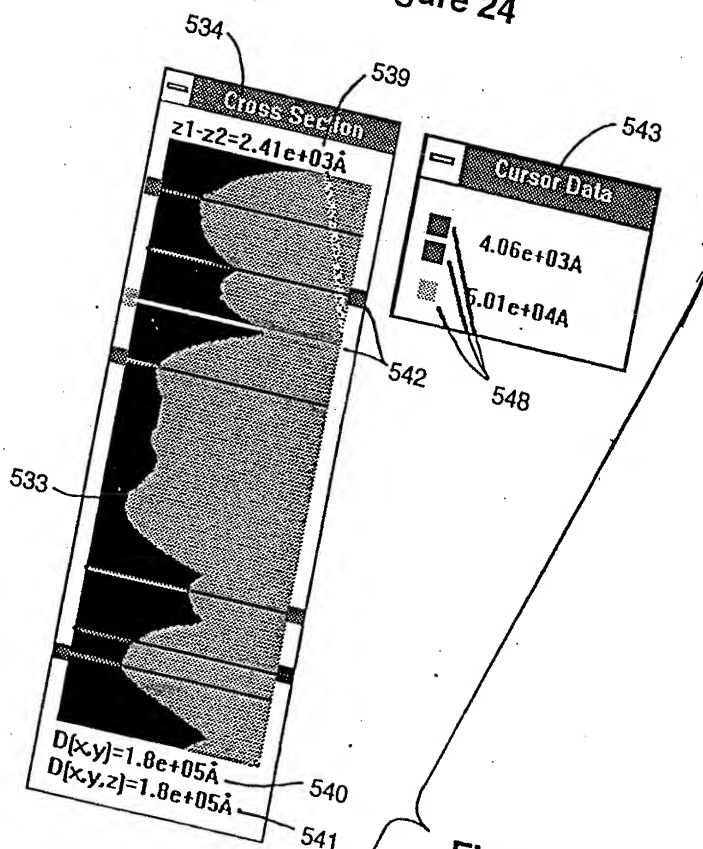 24
534
539
543
Cross Section
z1-z2=2.41e+03Å
Cursor Data
4.06e+03A
5.01e+04A
542
548
533
D(x,y)=1.8e+05Å
D(x,y,z)=1.8e+05Å
540
541